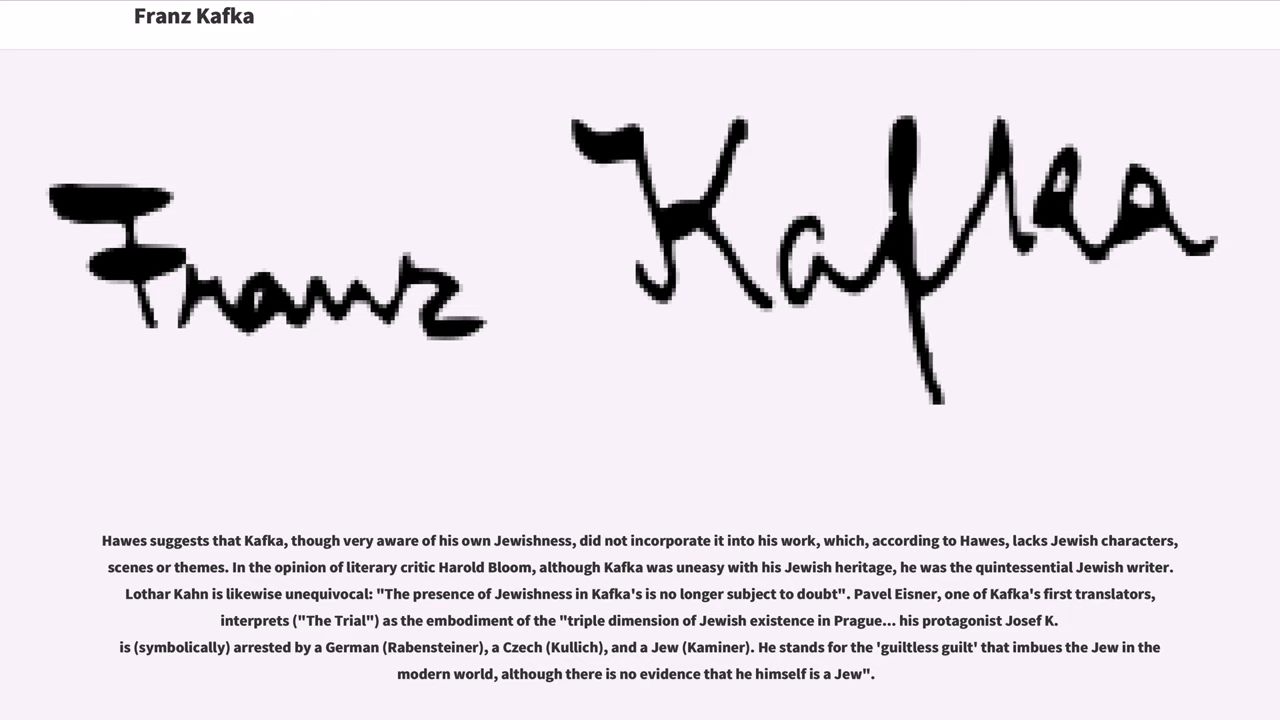 Franz Kafka
Franz Kafka
Hawes suggests that Kafka, though very aware of his own Jewishness, did not incorporate it into his work, which, according to Hawes, lacks Jewish characters,
scenes or themes. In the opinion of literary critic Harold Bloom, although Kafka was uneasy with his Jewish heritage, he was the quintessential Jewish writer.
Lothar Kahn is likewise unequivocal: "The presence of Jewishness in Kafka's is no longer subject to doubt". Pavel Eisner, one of Kafka's first translators,
interprets ("The Trial") as the embodiment of the "triple dimension of Jewish existence in Prague... his protagonist Josef K.
is (symbolically) arrested by a German (Rabensteiner), a Czech (Kullich), and a Jew (Kaminer). He stands for the 'guiltless guilt' that imbues the Jew in the
modern world, although there is no evidence that he himself is a Jew".